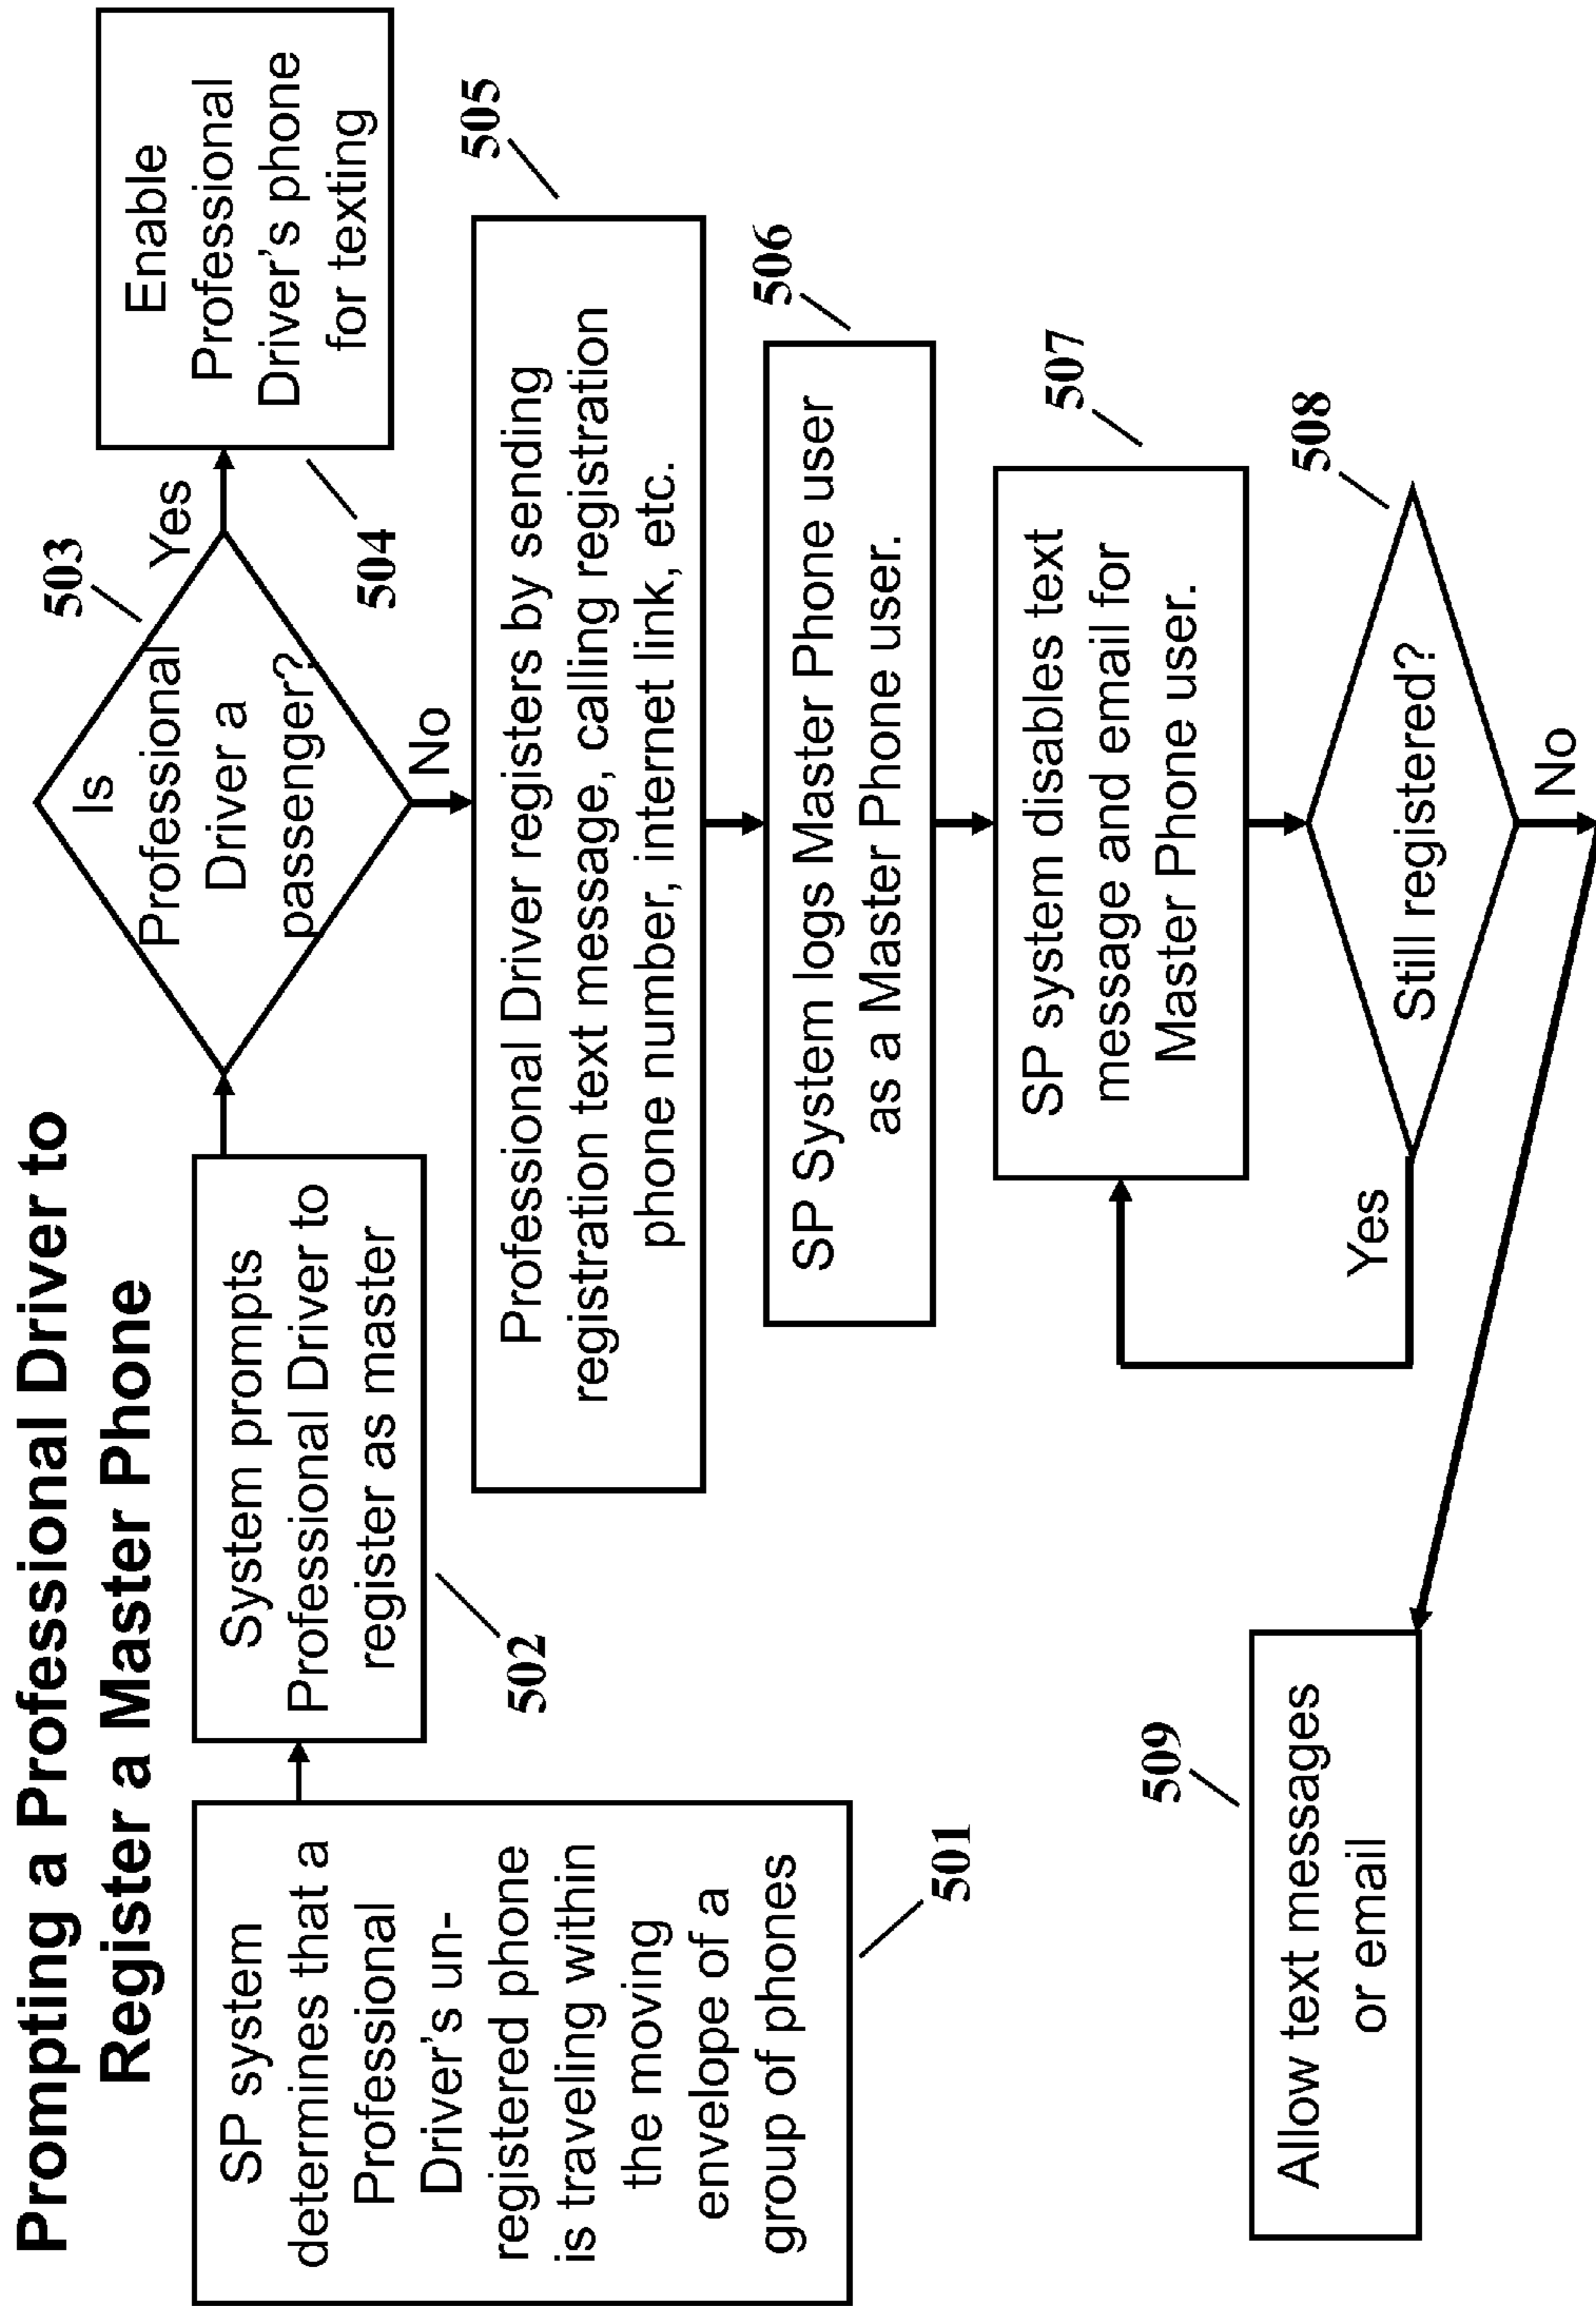 Prompting a Professional Driver to
Register a Master Phone
SP system
determines that a
Professional
Driver's un-
registered phone
is traveling within
the moving
envelope of a
group of phones
501
System prompts
Professional Driver to
register as master
502
Is
Professional
Driver a
passenger?
503
Yes
Enable
Professional
Driver's phone
for texting
504
No
Professional Driver registers by sending
registration text message, calling registration
phone number, internet link, etc.
505
SP System logs Master Phone user
as a Master Phone user.
506
SP system disables text
message and email for
Master Phone user.
507
Still registered?
508
Yes
No
Allow text messages
or email
509